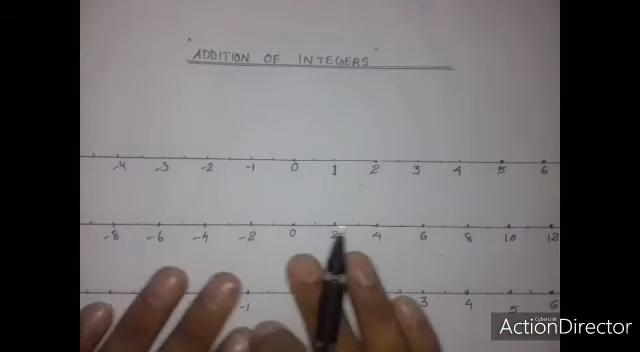 "ADDITION OF INTEGERS"
-4 -3 -2 -1 0 1 2 3 4 5 6
-8 -6 -4 -2 0 2 4 6 8 10 12
-1 3 4 5 6
CyberLink
ActionDirector